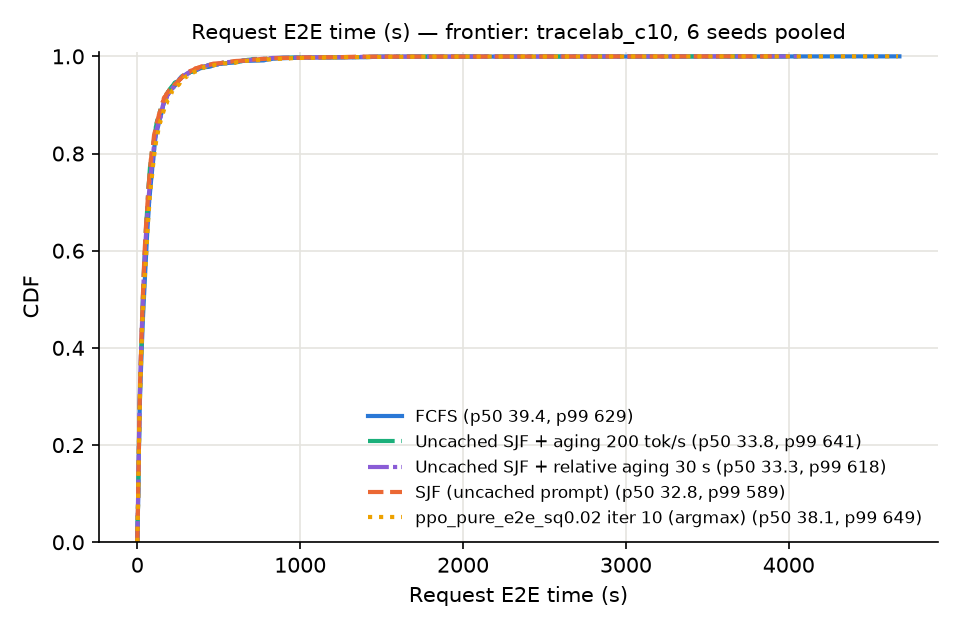 Request E2E time (s) — frontier: tracelab_c10, 6 seeds pooled
1.0
0.8
0.6
0.4
0.2
0.0
CDF
FCFS (p50 39.4, p99 629)
Uncached SJF + aging 200 tok/s (p50 33.8, p99 641)
Uncached SJF + relative aging 30 s (p50 33.3, p99 618)
SJF (uncached prompt) (p50 32.8, p99 589)
ppo_pure_e2e_sq0.02 iter 10 (argmax) (p50 38.1, p99 649)
0 1000 2000 3000 4000
Request E2E time (s)